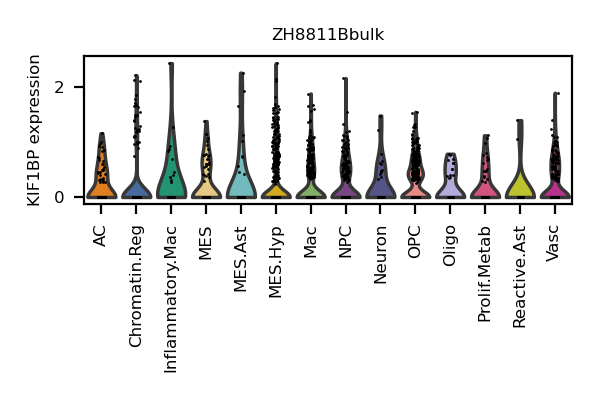 ZH8811Bbulk
KIF1BP expression
2
0
AC
Chromatin.Reg
Inflammatory.Mac
MES
MES.Ast
MES.Hyp
Mac
NPC
Neuron
OPC
Oligo
Prolif.Metab
Reactive.Ast
Vasc